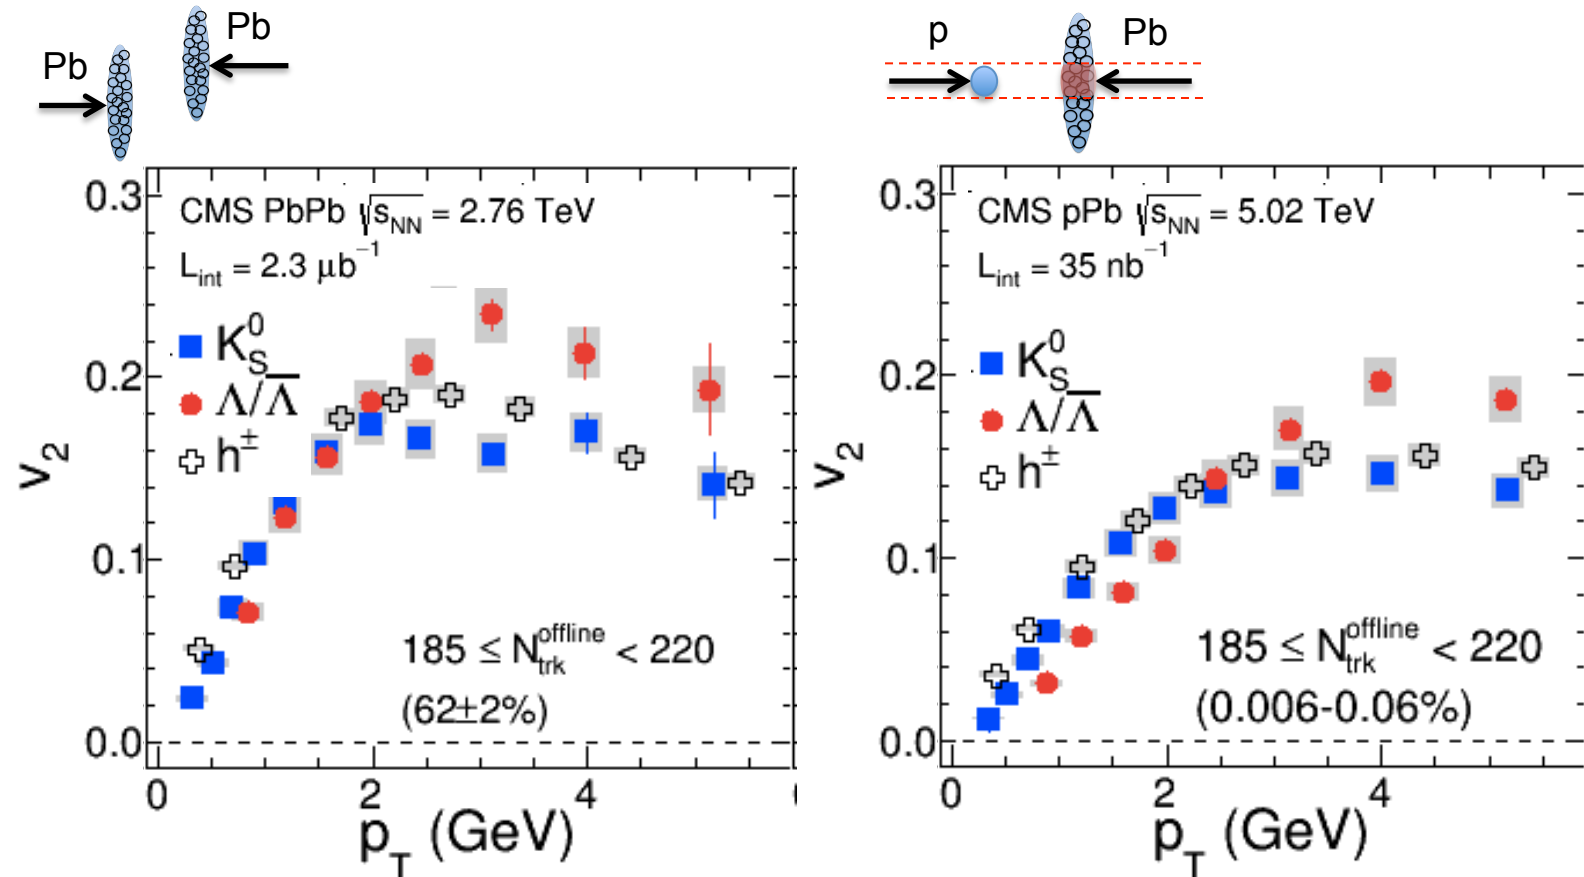 Pb
Pb
0.3
CMS PbPb √sNN = 2.76 TeV
Lint = 2.3 μb⁻¹
K⁰S
0.2
Λ/Λ̅
h±
v₂
0.1
185 ≤ Nᵒᶠᶠˡⁱⁿᵉtrk < 220
(62±2%)
0.0
0 2 4
pT (GeV)
p
Pb
0.3
CMS pPb √sNN = 5.02 TeV
Lint = 35 nb⁻¹
K⁰S
0.2
Λ/Λ̅
h±
v₂
0.1
185 ≤ Nᵒᶠᶠˡⁱⁿᵉtrk < 220
(0.006-0.06%)
0.0
0 2 4
pT (GeV)